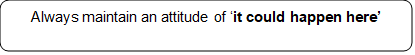 Always maintain an attitude of ‘it could happen here’